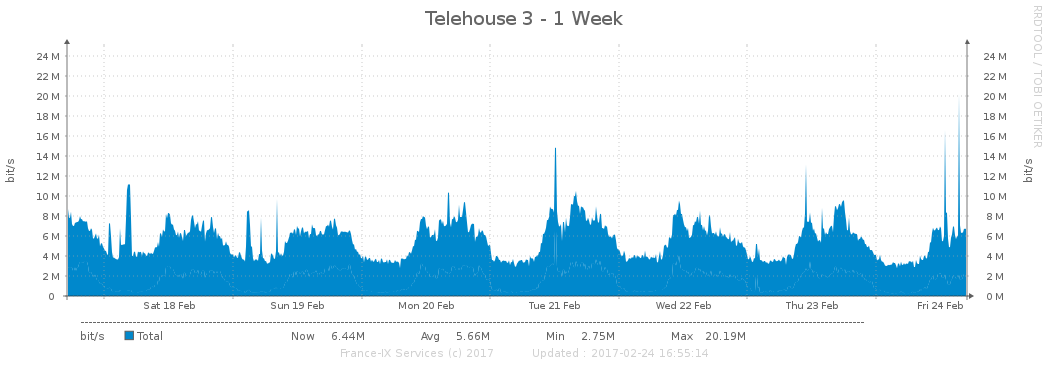 Telehouse 3 - 1 Week
RRDTOOL / TOBI OETIKER
bit/s
24 M 24 M
22 M 22 M
20 M 20 M
18 M 18 M
16 M 16 M
14 M 14 M
12 M 12 M
10 M 10 M
8 M 8 M
6 M 6 M
4 M 4 M
2 M 2 M
0 0 M
bit/s
Sat 18 Feb Sun 19 Feb Mon 20 Feb Tue 21 Feb Wed 22 Feb Thu 23 Feb Fri 24 Feb
bit/s Total Now 6.44M Avg 5.66M Min 2.75M Max 20.19M
France-IX Services (c) 2017 Updated : 2017-02-24 16:55:14